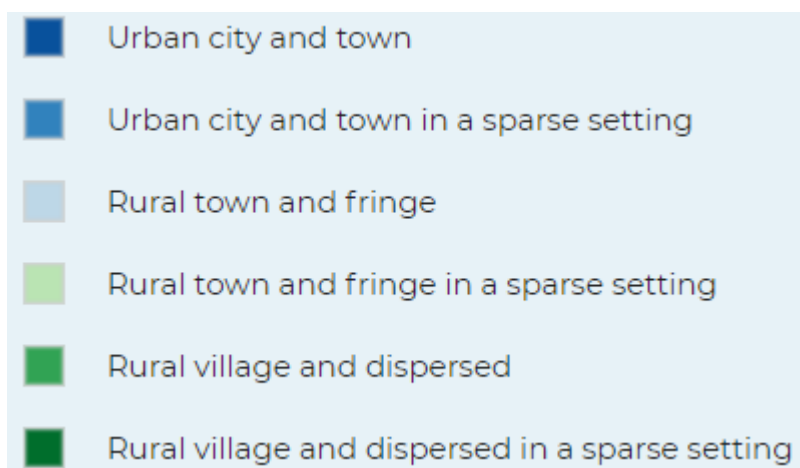 Urban city and town
Urban city and town in a sparse setting
Rural town and fringe
Rural town and fringe in a sparse setting
Rural village and dispersed
Rural village and dispersed in a sparse setting